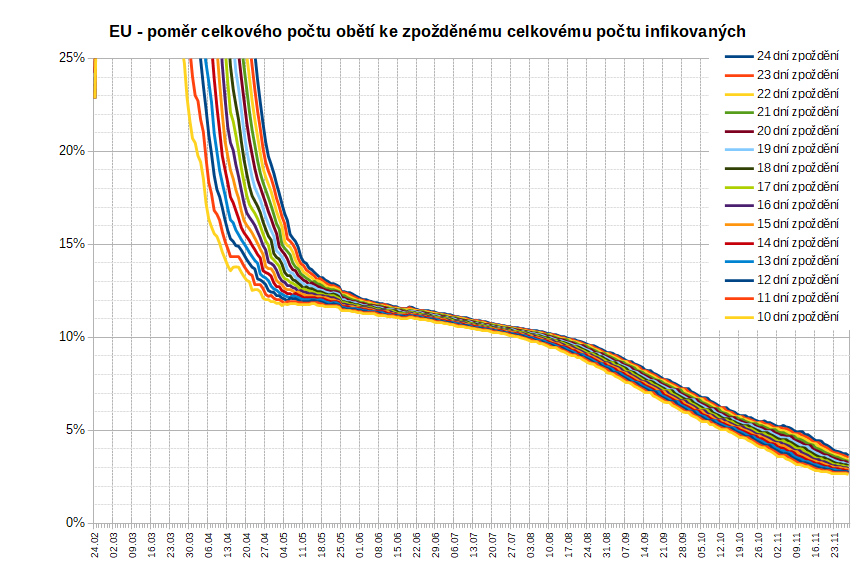 EU - poměr celkového počtu obětí ke zpožděnému celkovému počtu infikovaných
25%
20%
15%
10%
5%
0%
24 dní zpoždění
23 dní zpoždění
22 dní zpoždění
21 dní zpoždění
20 dní zpoždění
19 dní zpoždění
18 dní zpoždění
17 dní zpoždění
16 dní zpoždění
15 dní zpoždění
14 dní zpoždění
13 dní zpoždění
12 dní zpoždění
11 dní zpoždění
10 dní zpoždění
24.02
02.03
09.03
16.03
23.03
30.03
06.04
13.04
20.04
27.04
04.05
11.05
18.05
25.05
01.06
08.06
15.06
22.06
29.06
06.07
13.07
20.07
27.07
03.08
10.08
17.08
24.08
31.08
07.09
14.09
21.09
28.09
05.10
12.10
19.10
26.10
02.11
09.11
16.11
23.11